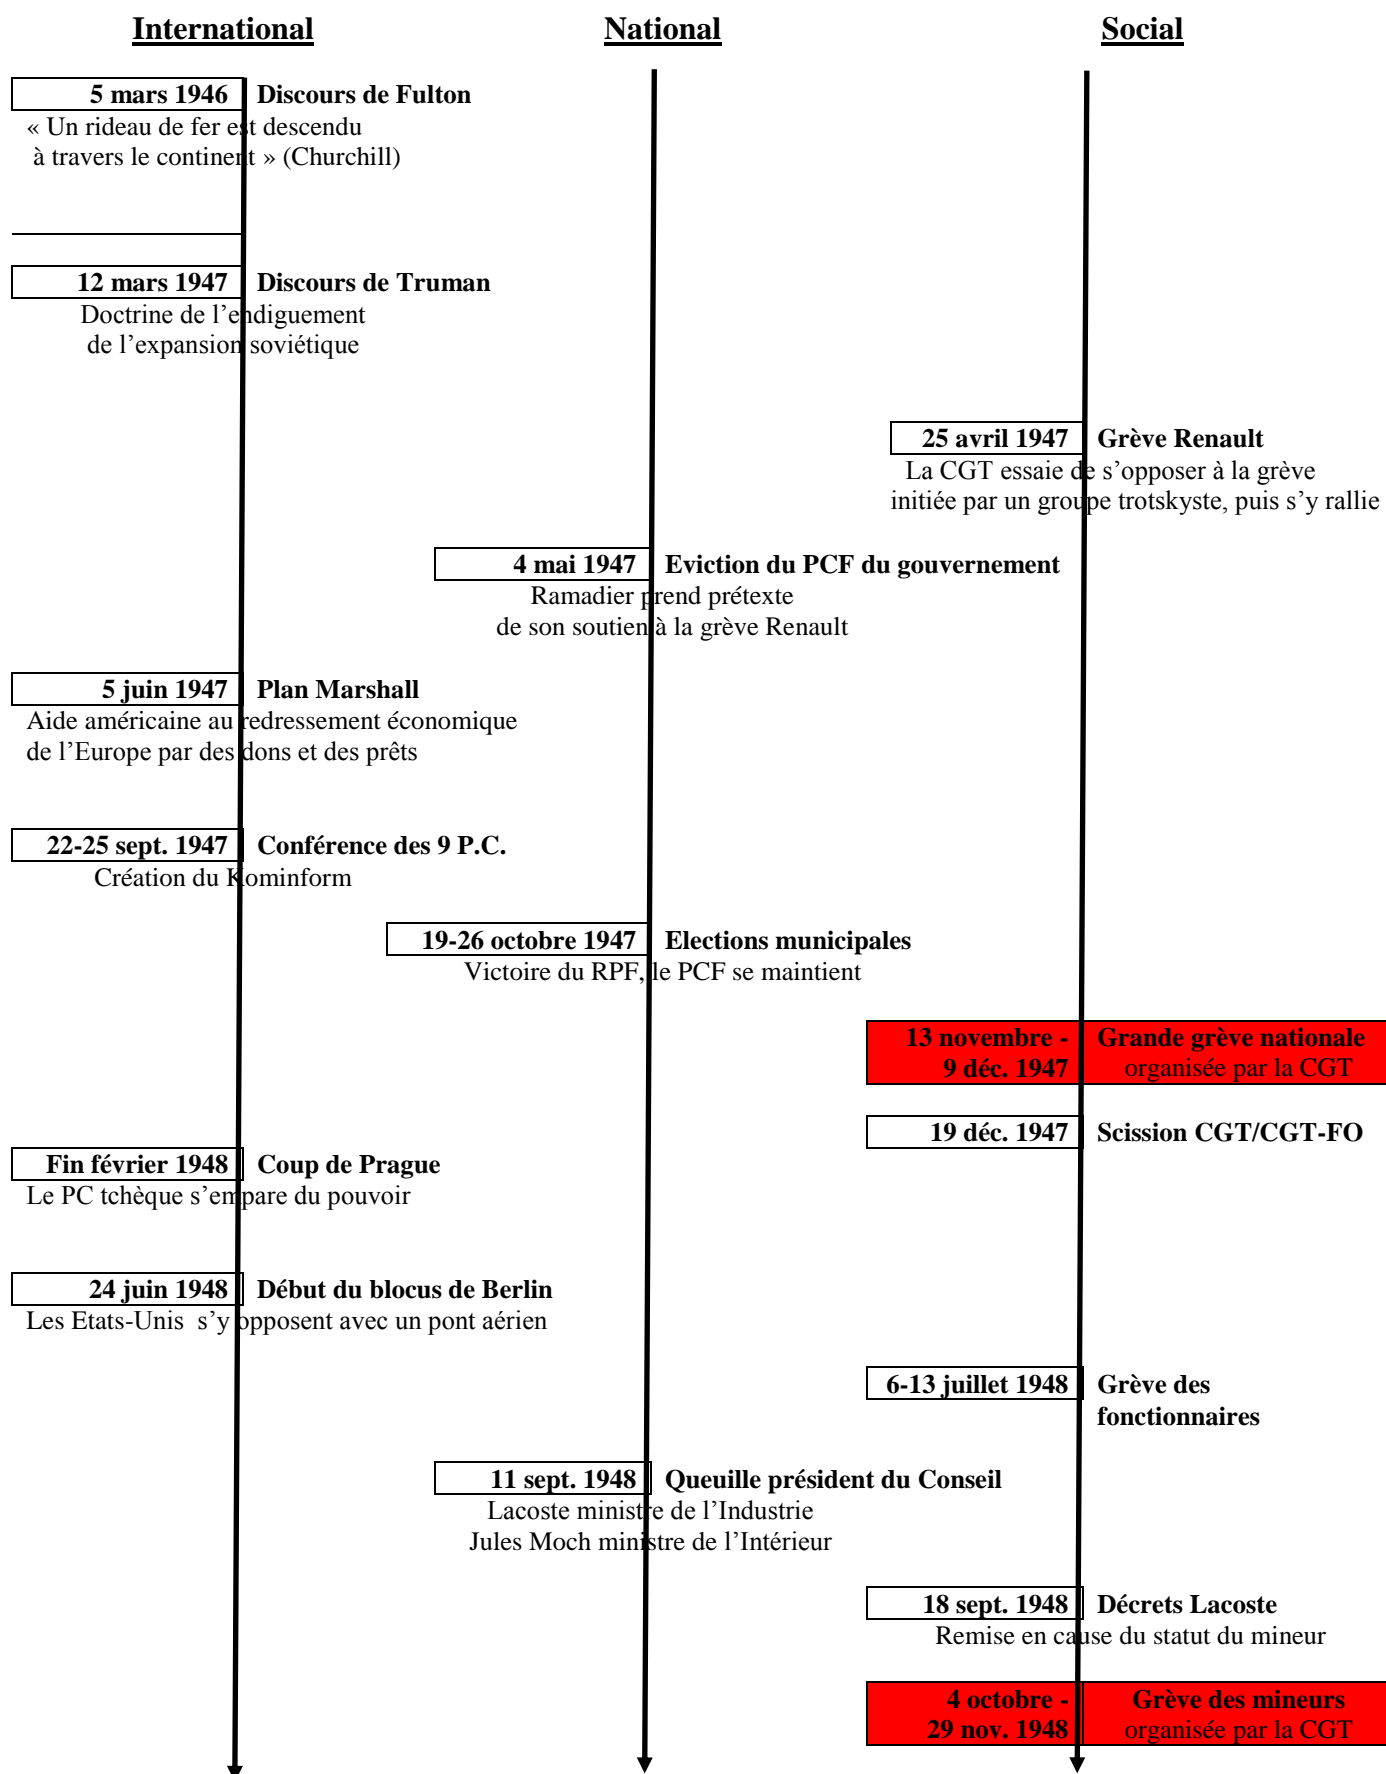 International National Social
5 mars 1946 Discours de Fulton
« Un rideau de fer est descendu
à travers le continent » (Churchill)
12 mars 1947 Discours de Truman
Doctrine de l’endiguement
de l’expansion soviétique
25 avril 1947 Grève Renault
La CGT essaie de s’opposer à la grève
initiée par un groupe trotskyste, puis s’y rallie
4 mai 1947 Eviction du PCF du gouvernement
Ramadier prend prétexte
de son soutien à la grève Renault
5 juin 1947 Plan Marshall
Aide américaine au redressement économique
de l’Europe par des dons et des prêts
22-25 sept. 1947 Conférence des 9 P.C.
Création du Kominform
19-26 octobre 1947 Elections municipales
Victoire du RPF, le PCF se maintient
13 novembre - Grande grève nationale
9 déc. 1947 organisée par la CGT
19 déc. 1947 Scission CGT/CGT-FO
Fin février 1948 Coup de Prague
Le PC tchèque s’empare du pouvoir
24 juin 1948 Début du blocus de Berlin
Les Etats-Unis s’y opposent avec un pont aérien
6-13 juillet 1948 Grève des
fonctionnaires
11 sept. 1948 Queuille président du Conseil
Lacoste ministre de l’Industrie
Jules Moch ministre de l’Intérieur
18 sept. 1948 Décrets Lacoste
Remise en cause du statut du mineur
4 octobre - Grève des mineurs
29 nov. 1948 organisée par la CGT